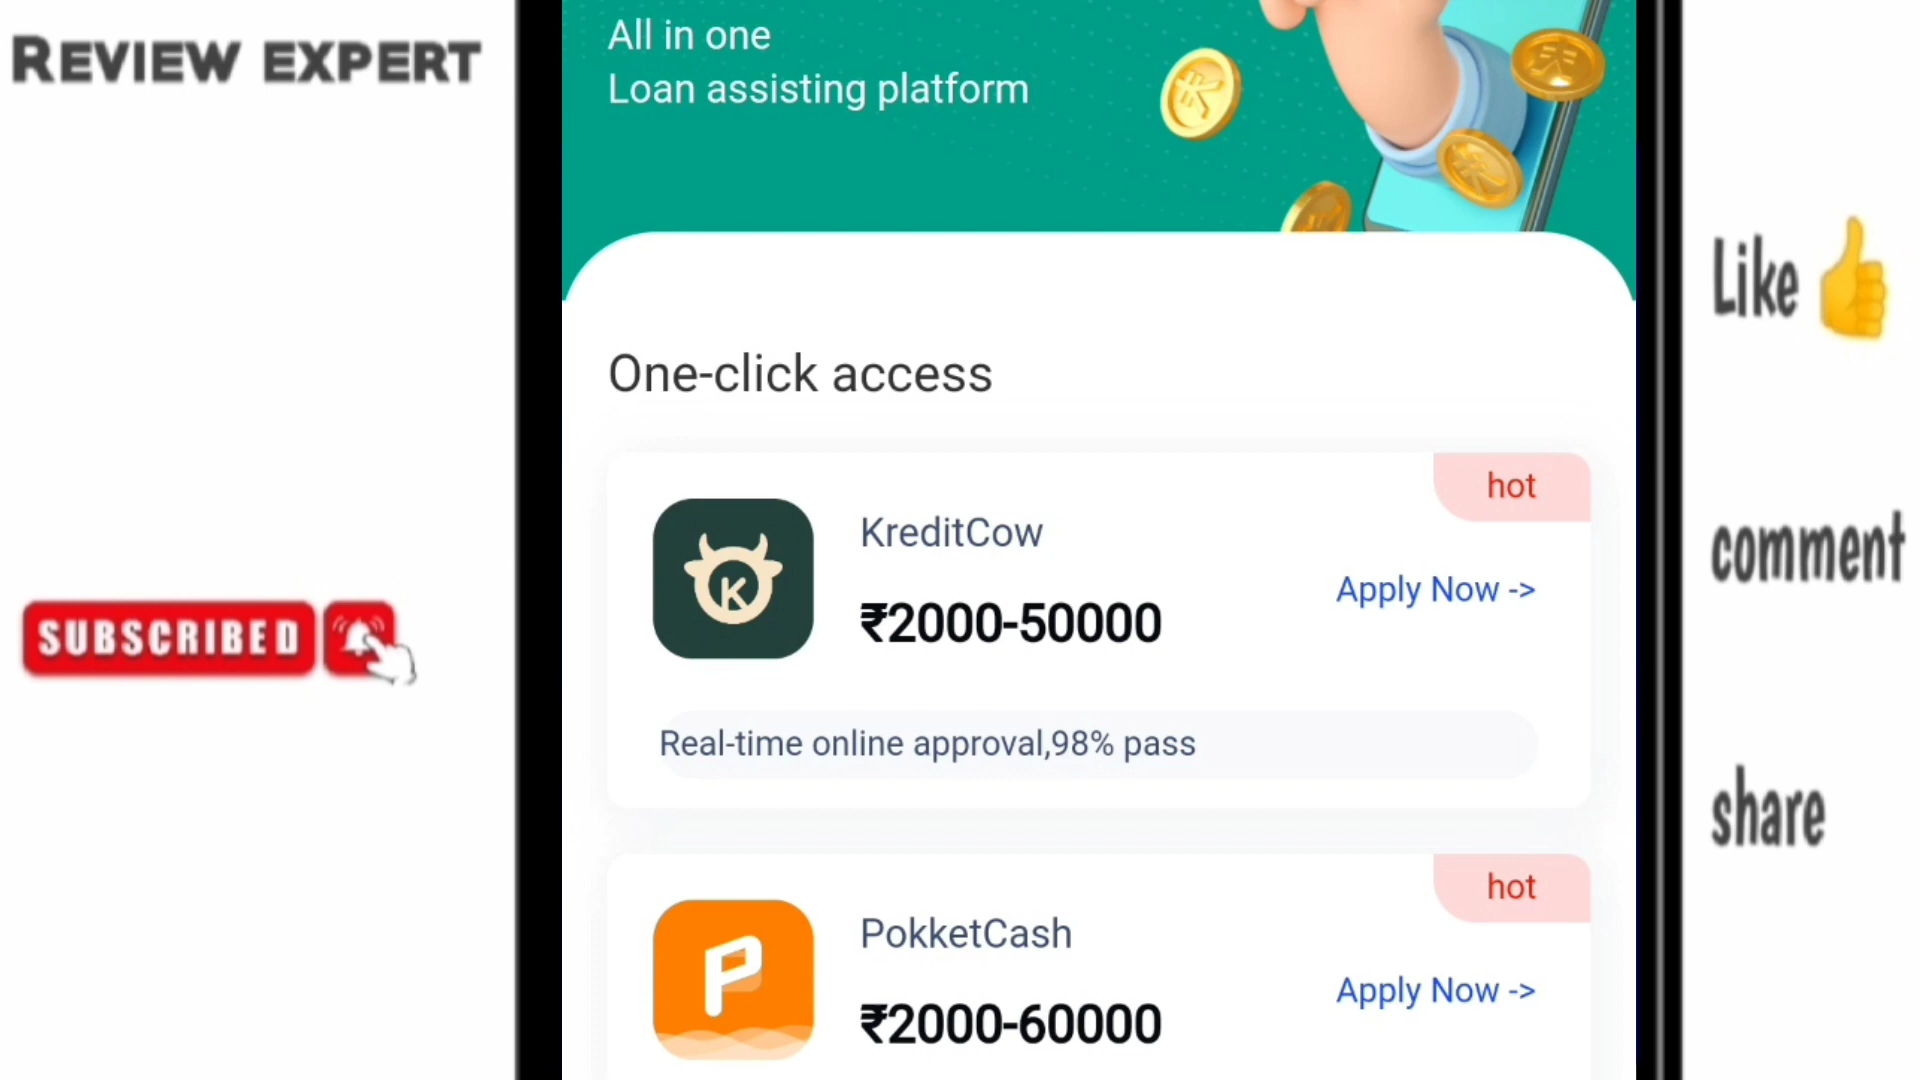 REVIEW EXPERT
All in one
Loan assisting platform
Like
One-click access
hot
KreditCow
K
₹2000-50000
Apply Now ->
comment
SUBSCRIBED
Real-time online approval,98% pass
share
hot
PokketCash
P
₹2000-60000
Apply Now ->